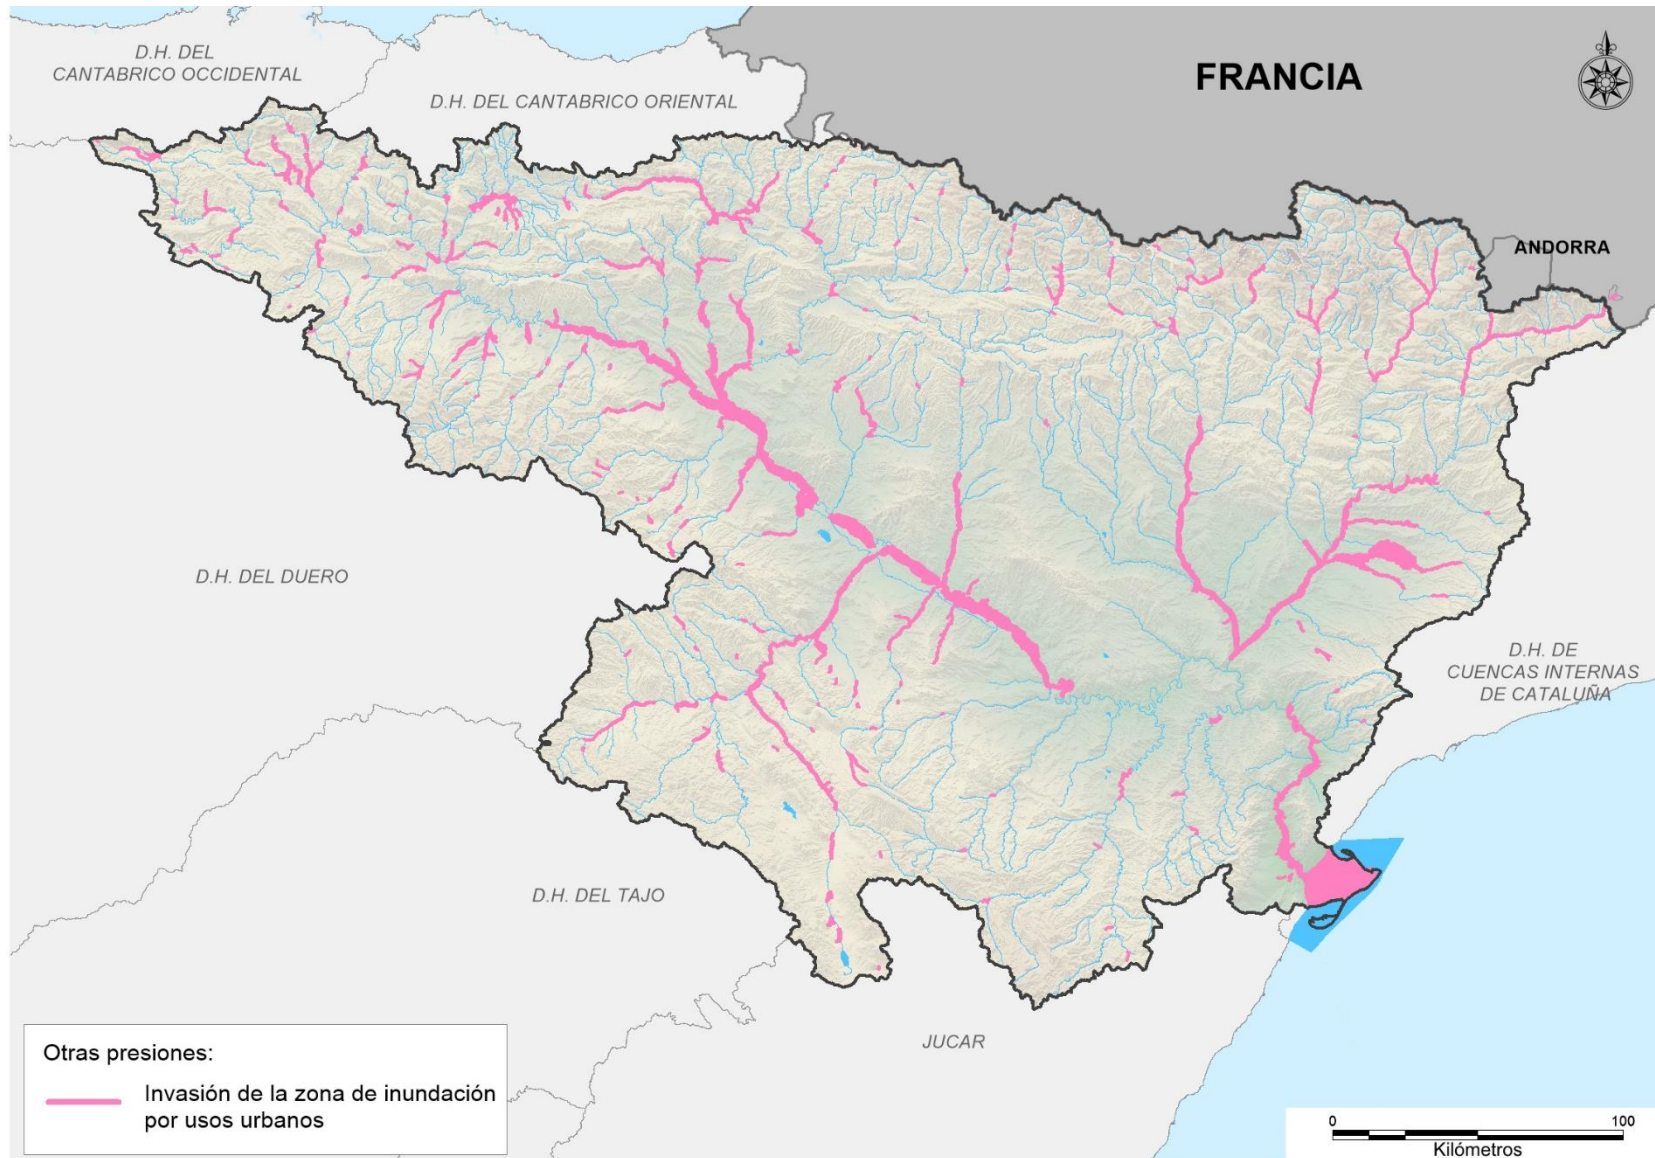 D.H. DEL
CANTABRICO OCCIDENTAL
D.H. DEL CANTABRICO ORIENTAL
FRANCIA
ANDORRA
D.H. DEL DUERO
D.H. DE
CUENCAS INTERNAS
DE CATALUÑA
D.H. DEL TAJO
JUCAR
Otras presiones:
Invasión de la zona de inundación
por usos urbanos
0 100
Kilómetros